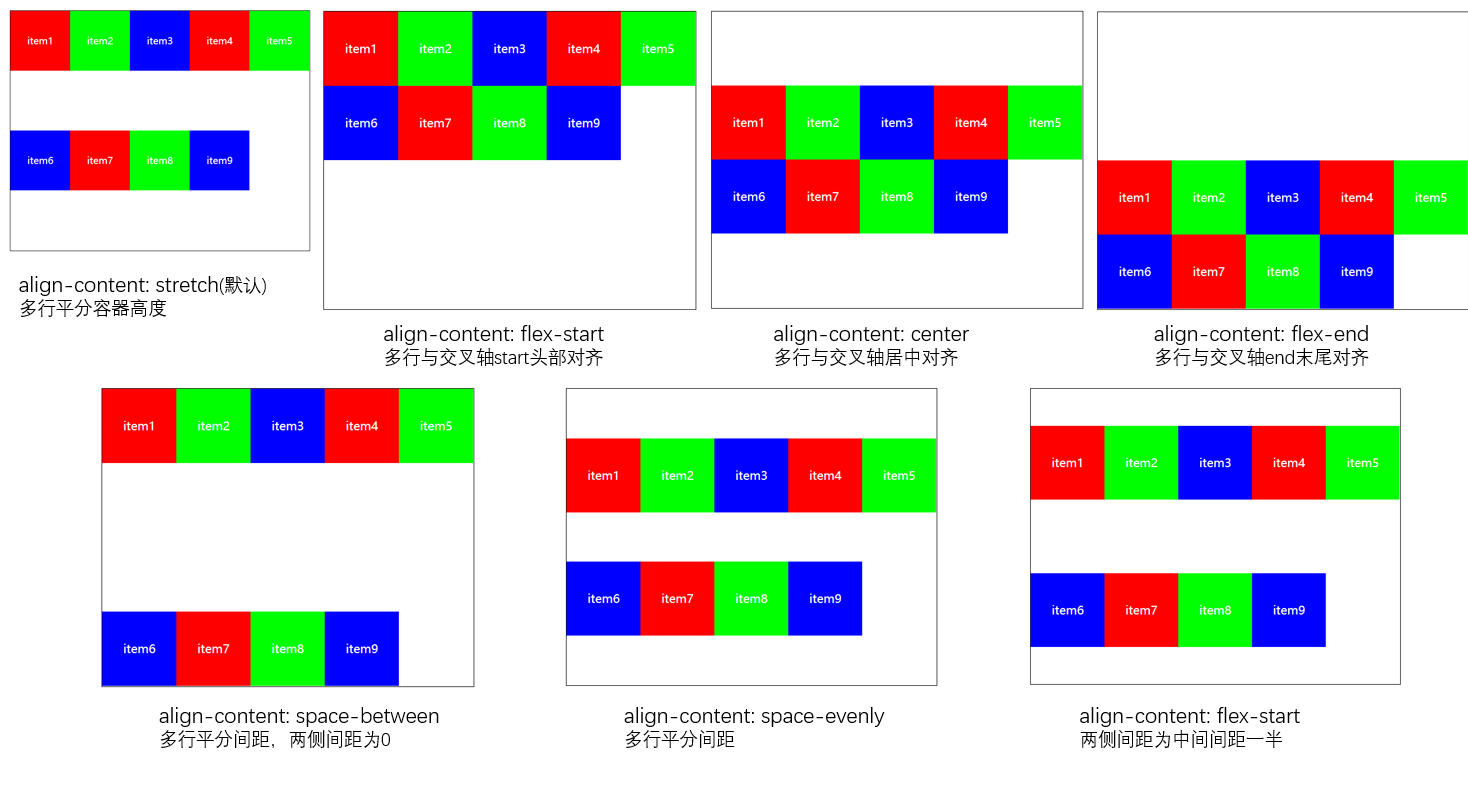 item1 item2 item3 item4 item5
item6 item7 item8 item9
align-content: stretch(默认)
多行平分容器高度
item1 item2 item3 item4 item5
item6 item7 item8 item9
align-content: flex-start
多行与交叉轴start头部对齐
item1 item2 item3 item4 item5
item6 item7 item8 item9
align-content: center
多行与交叉轴居中对齐
item1 item2 item3 item4 item5
item6 item7 item8 item9
align-content: flex-end
多行与交叉轴end末尾对齐
item1 item2 item3 item4 item5
item6 item7 item8 item9
align-content: space-between
多行平分间距，两侧间距为0
item1 item2 item3 item4 item5
item6 item7 item8 item9
align-content: space-evenly
多行平分间距
item1 item2 item3 item4 item5
item6 item7 item8 item9
align-content: flex-start
两侧间距为中间间距一半